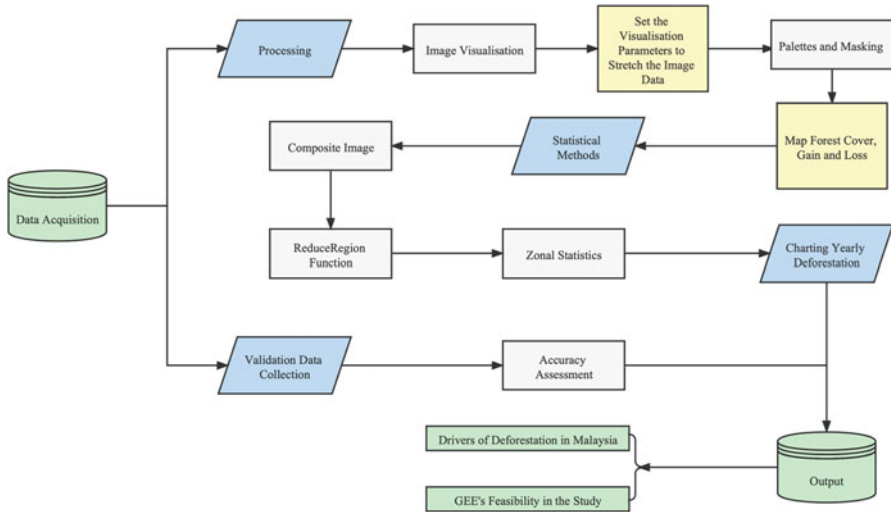 Processing
Image Visualisation
Set the
Visualisation
Parameters to
Stretch the Image
Data
Palettes and Masking
Map Forest Cover,
Gain and Loss
Statistical
Methods
Composite Image
Data Acquisition
ReduceRegion
Function
Zonal Statistics
Charting Yearly
Deforestation
Validation Data
Collection
Accuracy
Assessment
Drivers of Deforestation in Malaysia
GEE's Feasibility in the Study
Output